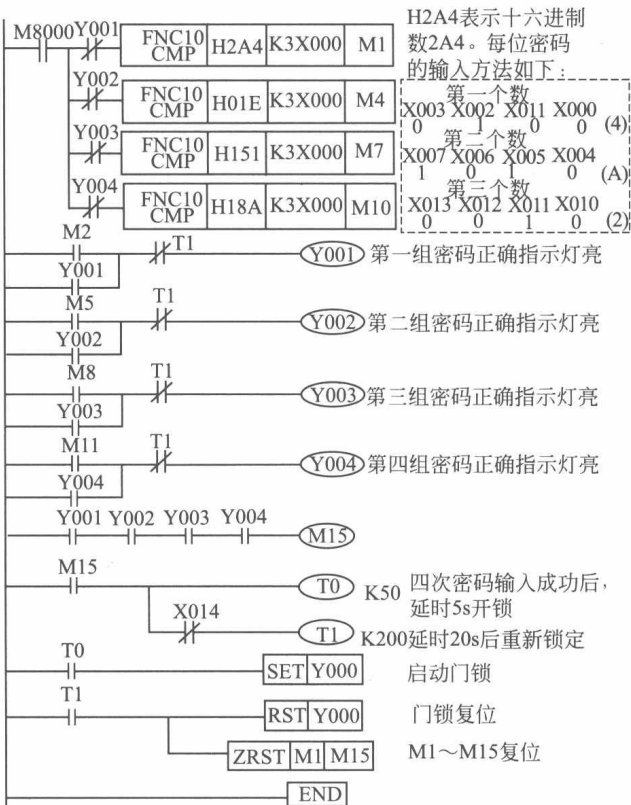 M8000
Y001
FNC10 CMP H2A4 K3X000 M1
Y002
FNC10 CMP H01E K3X000 M4
Y003
FNC10 CMP H151 K3X000 M7
Y004
FNC10 CMP H18A K3X000 M10
H2A4表示十六进制
数2A4。每位密码
的输入方法如下：
第一个数
X003 X002 X011 X000
0 1 0 0 (4)
第二个数
X007 X006 X005 X004
1 0 1 0 (A)
第三个数
X013 X012 X011 X010
0 0 1 0 (2)
M2 T1
Y001 第一组密码正确指示灯亮
Y001
M5 T1
Y002 第二组密码正确指示灯亮
Y002
M8 T1
Y003 第三组密码正确指示灯亮
Y003
M11 T1
Y004 第四组密码正确指示灯亮
Y004
Y001 Y002 Y003 Y004
M15
M15
T0 K50 四次密码输入成功后，
延时5s开锁
X014
T1 K200延时20s后重新锁定
T0
SET Y000 启动门锁
T1
RST Y000 门锁复位
ZRST M1 M15 M1～M15复位
END